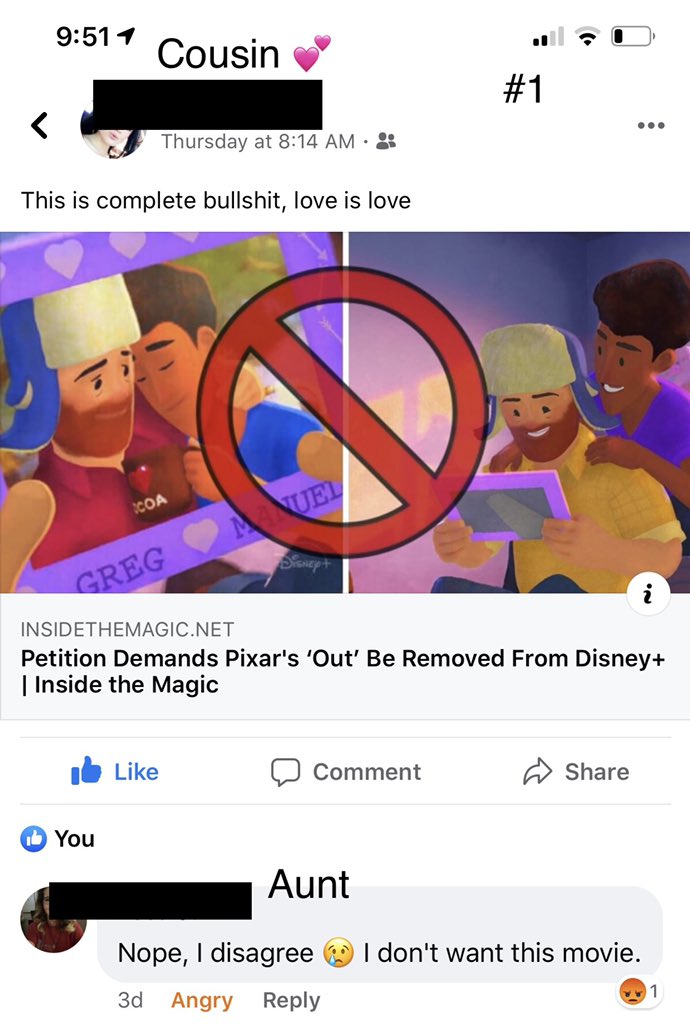 9:51
Cousin 💕
#1
Thursday at 8:14 AM ·
This is complete bullshit, love is love
COA
GREG
MANUEL
Disney+
i
INSIDETHEMAGIC.NET
Petition Demands Pixar's ‘Out’ Be Removed From Disney+
| Inside the Magic
Like Comment Share
You
Aunt
Nope, I disagree 😢 I don't want this movie.
3d Angry Reply
1